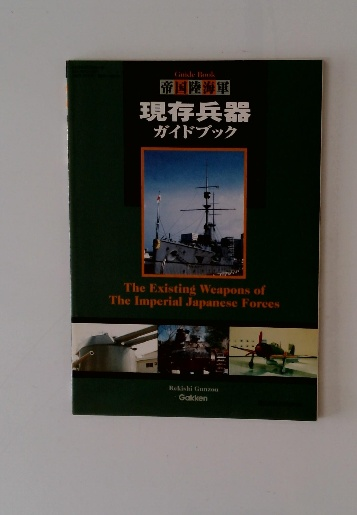 Guide Book
帝国陸海軍
現存兵器
ガイドブック
The Existing Weapons of
The Imperial Japanese Forces
Rekishi Gunzou
Gakken